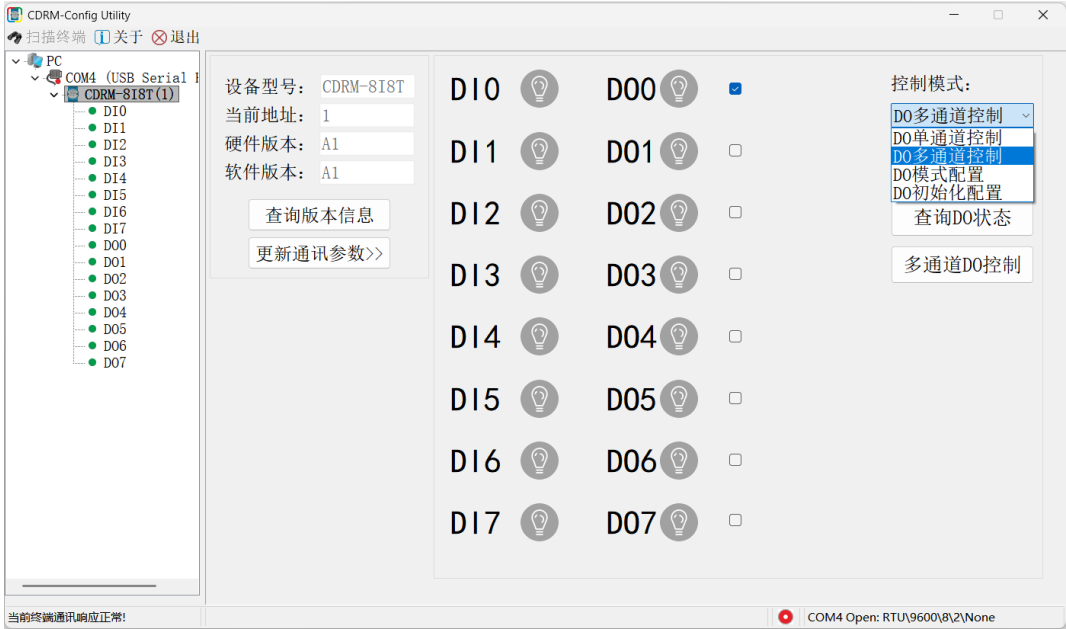 CDRM-Config Utility
扫描终端 关于 退出
PC
COM4 (USB Serial
CDRM-8I8T(1)
DI0
DI1
DI2
DI3
DI4
DI5
DI6
DI7
DO0
DO1
DO2
DO3
DO4
DO5
DO6
DO7
设备型号: CDRM-8I8T
当前地址: 1
硬件版本: A1
软件版本: A1
查询版本信息
更新通讯参数>>
DI0 DO0
DI1 DO1
DI2 DO2
DI3 DO3
DI4 DO4
DI5 DO5
DI6 DO6
DI7 DO7
控制模式:
DO多通道控制
DO单通道控制
DO多通道控制
DO模式配置
DO初始化配置
查询DO状态
多通道DO控制
当前终端通讯响应正常!
COM4 Open: RTU\9600\8\2\None